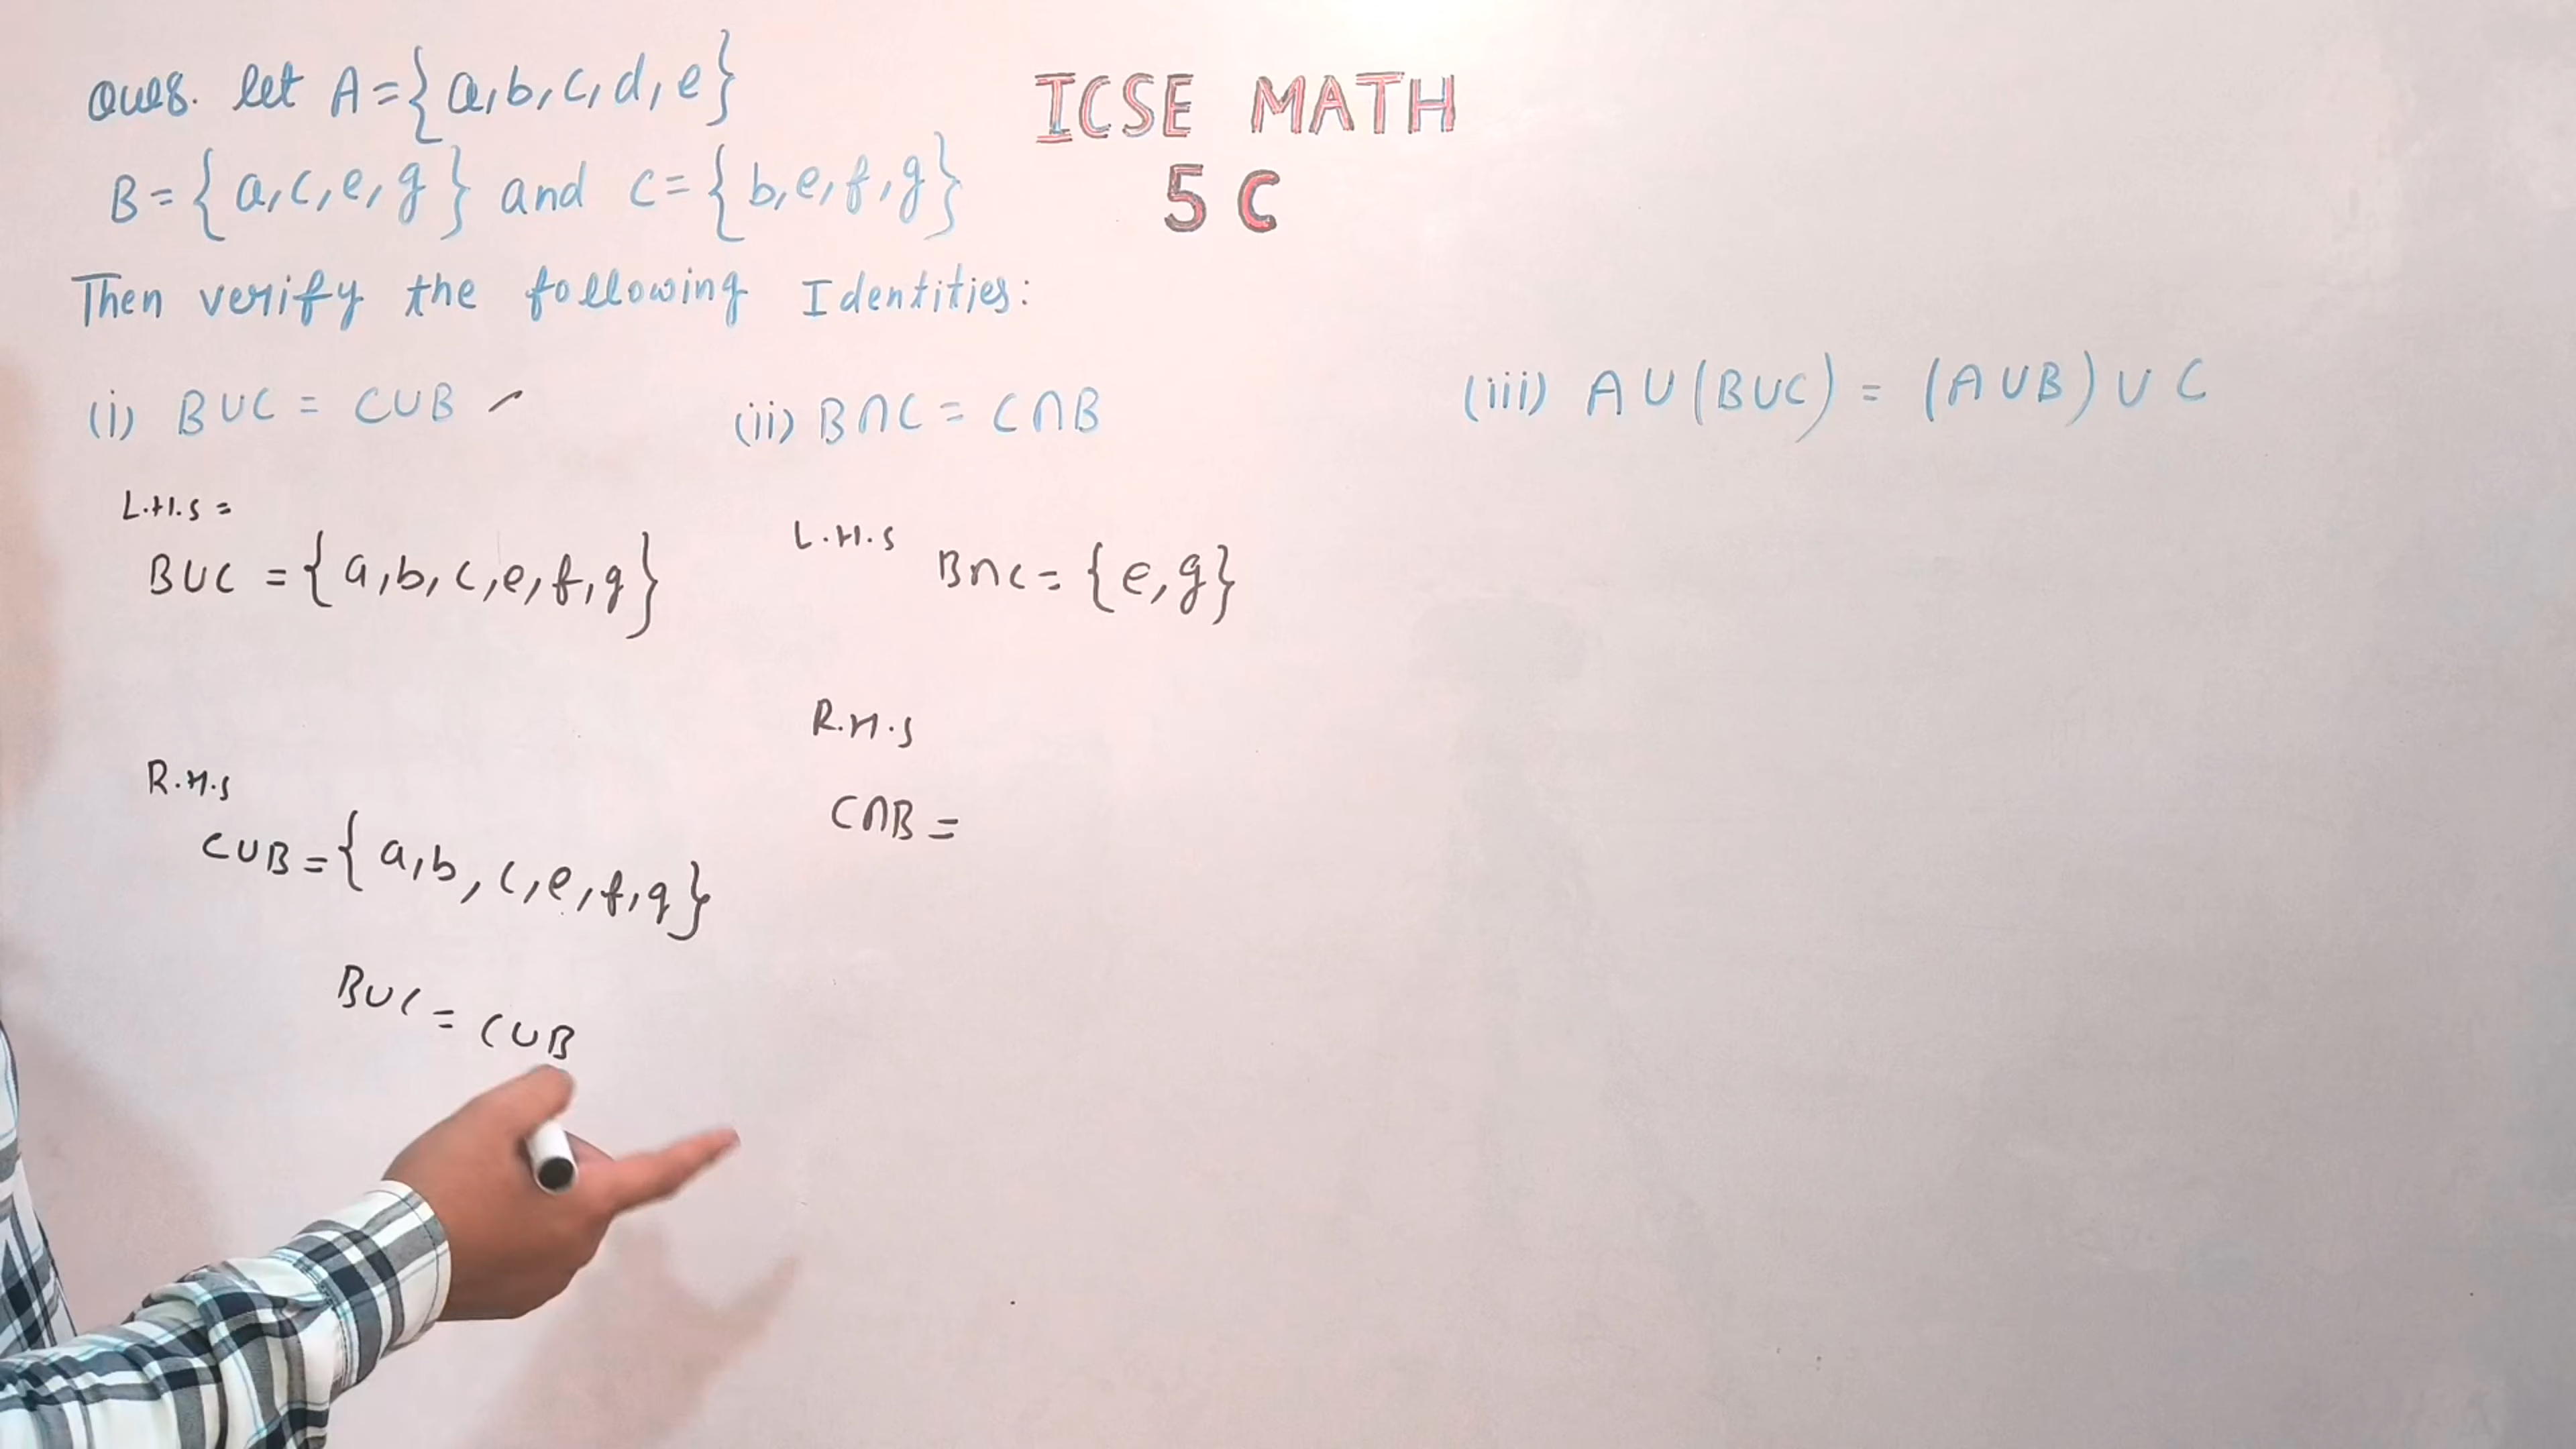 Ques. let A={a,b,c,d,e}
B={a,c,e,g} and C={b,e,f,g}
Then verify the following Identities:
ICSE MATH
5 C
(i) B∪C = C∪B
L.H.S =
B∪C = {a,b,c,e,f,g}
R.H.S
C∪B = {a,b,c,e,f,g}
B∪C = C∪B
(ii) B∩C = C∩B
L.H.S B∩C = {e,g}
R.H.S
C∩B =
(iii) A∪(B∪C) = (A∪B)∪C